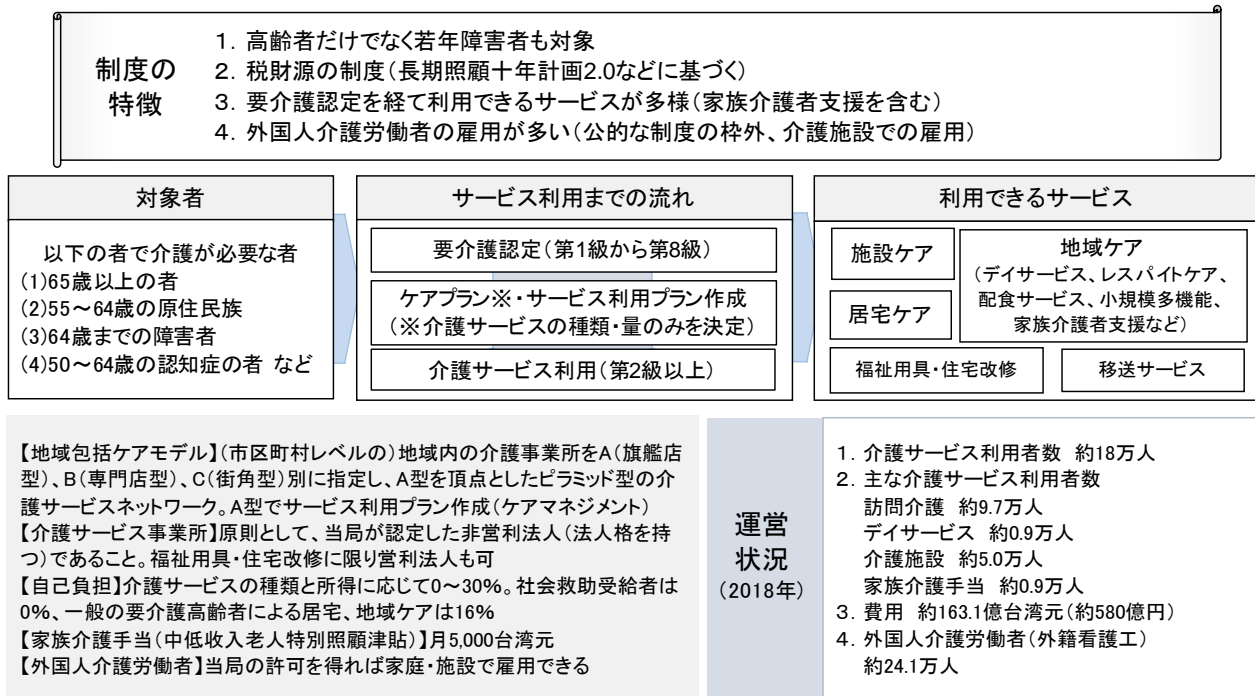 制度の
特徴
1．高齢者だけでなく若年障害者も対象
2．税財源の制度（長期照顧十年計画2.0などに基づく）
3．要介護認定を経て利用できるサービスが多様（家族介護者支援を含む）
4．外国人介護労働者の雇用が多い（公的な制度の枠外、介護施設での雇用）
対象者
以下の者で介護が必要な者
(1)65歳以上の者
(2)55～64歳の原住民族
(3)64歳までの障害者
(4)50～64歳の認知症の者 など
サービス利用までの流れ
要介護認定（第1級から第8級）
ケアプラン※・サービス利用プラン作成
（※介護サービスの種類・量のみを決定）
介護サービス利用（第2級以上）
利用できるサービス
施設ケア
居宅ケア
地域ケア
（デイサービス、レスパイトケア、
配食サービス、小規模多機能、
家族介護者支援など）
福祉用具・住宅改修
移送サービス
【地域包括ケアモデル】（市区町村レベルの）地域内の介護事業所をA（旗艦店
型）、B（専門店型）、C（街角型）別に指定し、A型を頂点としたピラミッド型の介
護サービスネットワーク。A型でサービス利用プラン作成（ケアマネジメント）
【介護サービス事業所】原則として、当局が認定した非営利法人（法人格を持
つ）であること。福祉用具・住宅改修に限り営利法人も可
【自己負担】介護サービスの種類と所得に応じて0～30%。社会救助受給者は
0%、一般の要介護高齢者による居宅、地域ケアは16%
【家族介護手当（中低収入老人特別照顧津貼）】月5,000台湾元
【外国人介護労働者】当局の許可を得れば家庭・施設で雇用できる
運営
状況
（2018年）
1．介護サービス利用者数 約18万人
2．主な介護サービス利用者数
訪問介護 約9.7万人
デイサービス 約0.9万人
介護施設 約5.0万人
家族介護手当 約0.9万人
3．費用 約163.1億台湾元（約580億円）
4．外国人介護労働者（外籍看護工）
約24.1万人